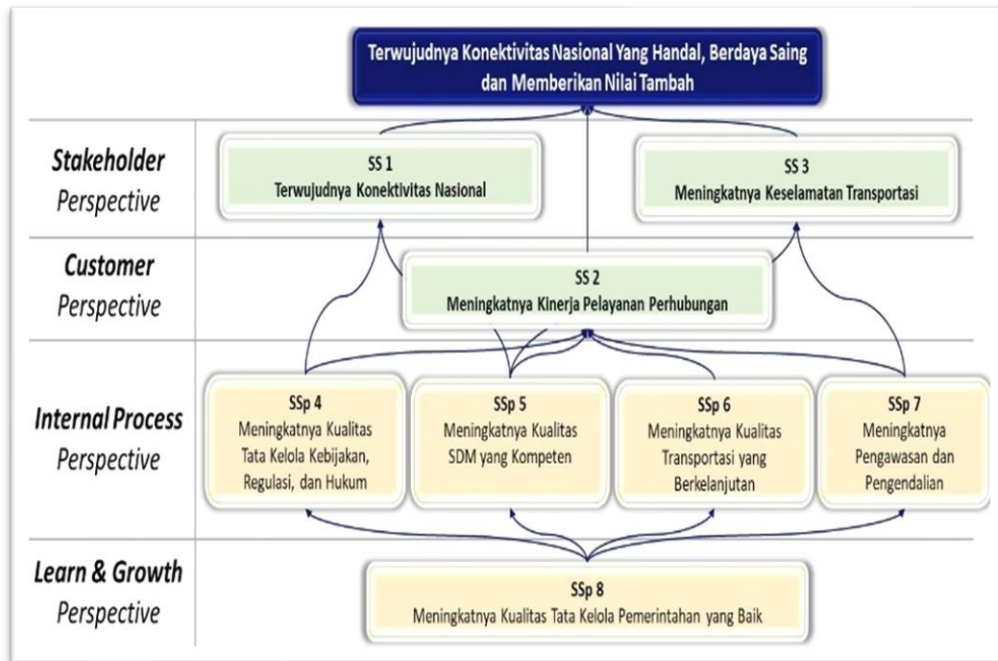 Terwujudnya Konektivitas Nasional Yang Handal, Berdaya Saing
dan Memberikan Nilai Tambah
Stakeholder
Perspective
SS 1
Terwujudnya Konektivitas Nasional
SS 3
Meningkatnya Keselamatan Transportasi
Customer
Perspective
SS 2
Meningkatnya Kinerja Pelayanan Perhubungan
Internal Process
Perspective
SSp 4
Meningkatnya Kualitas
Tata Kelola Kebijakan,
Regulasi, dan Hukum
SSp 5
Meningkatnya Kualitas
SDM yang Kompeten
SSp 6
Meningkatnya Kualitas
Transportasi yang
Berkelanjutan
SSp 7
Meningkatnya
Pengawasan dan
Pengendalian
Learn & Growth
Perspective
SSp 8
Meningkatnya Kualitas Tata Kelola Pemerintahan yang Baik